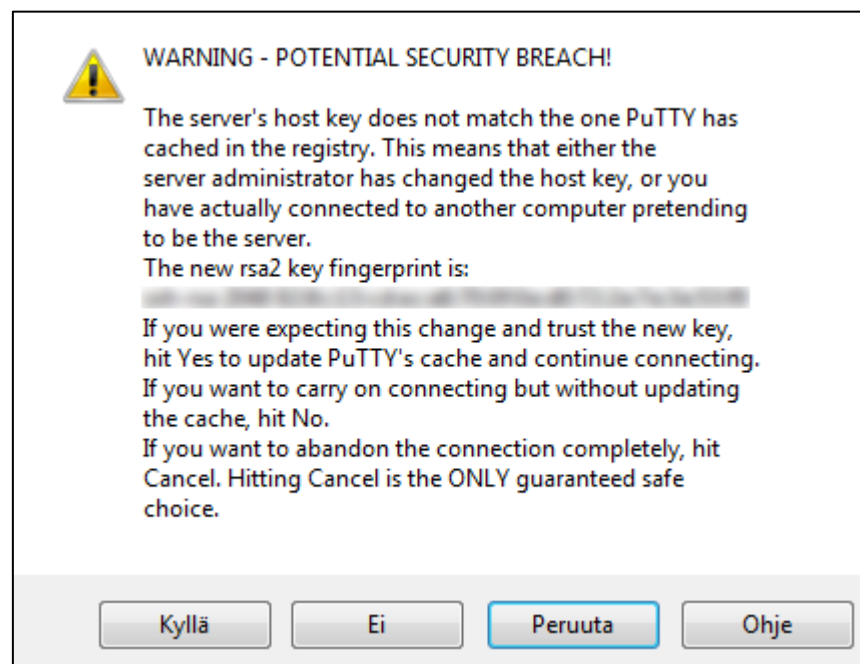 WARNING - POTENTIAL SECURITY BREACH!
The server's host key does not match the one PuTTY has
cached in the registry. This means that either the
server administrator has changed the host key, or you
have actually connected to another computer pretending
to be the server.
The new rsa2 key fingerprint is:
If you were expecting this change and trust the new key,
hit Yes to update PuTTY's cache and continue connecting.
If you want to carry on connecting but without updating
the cache, hit No.
If you want to abandon the connection completely, hit
Cancel. Hitting Cancel is the ONLY guaranteed safe
choice.
Kyllä Ei Peruuta Ohje